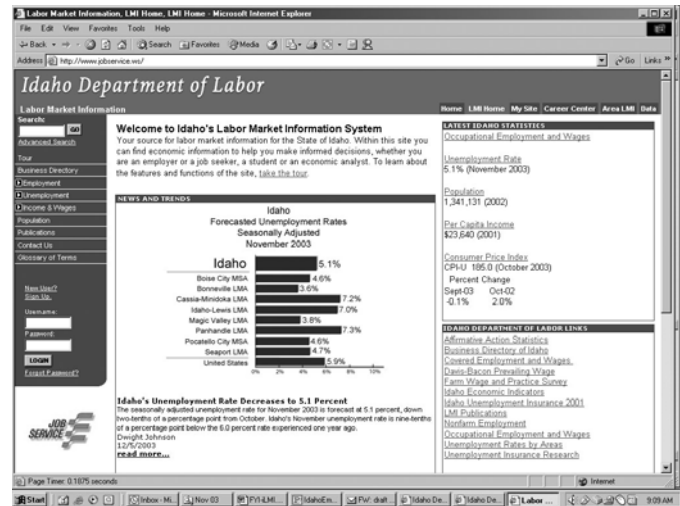 Labor Market Information, LMI Home, LMI Home - Microsoft Internet Explorer
File Edit View Favorites Tools Help
Back Search Favorites Media
Address http://www.jobservice.ws/ Go Links »
Idaho Department of Labor
Labor Market Information
Home LMI Home My Site Career Center Area LMI Data
Search:
GO
Advanced Search
Tour
Business Directory
Employment
Unemployment
Income & Wages
Population
Publications
Contact Us
Glossary of Terms
New User?
Sign Up.
Username:
Password:
LOGIN
Forgot Password?
JOB
SERVICE
Welcome to Idaho's Labor Market Information System
Your source for labor market information for the State of Idaho. Within this site you
can find economic information to help you make informed decisions, whether you
are an employer or a job seeker, a student or an economic analyst. To learn about
the features and functions of the site, take the tour.
NEWS AND TRENDS
Idaho
Forecasted Unemployment Rates
Seasonally Adjusted
November 2003
Idaho 5.1%
Boise City MSA 4.6%
Bonneville LMA 3.6%
Cassia-Minidoka LMA 7.2%
Idaho-Lewis LMA 7.0%
Magic Valley LMA 3.8%
Panhandle LMA 7.3%
Pocatello City MSA 4.6%
Seaport LMA 4.7%
United States 5.9%
0% 2% 4% 6% 8% 10%
Idaho's Unemployment Rate Decreases to 5.1 Percent
The seasonally adjusted unemployment rate for November 2003 is forecast at 5.1 percent, down
two-tenths of a percentage point from October. Idaho's November unemployment rate is nine-tenths
of a percentage point below the 6.0 percent rate experienced one year ago.
Dwight Johnson
12/5/2003
read more...
LATEST IDAHO STATISTICS
Occupational Employment and Wages
Unemployment Rate
5.1% (November 2003)
Population
1,341,131 (2002)
Per Capita Income
$23,640 (2001)
Consumer Price Index
CPI-U 185.0 (October 2003)
Percent Change
Sept-03 Oct-02
-0.1% 2.0%
IDAHO DEPARTMENT OF LABOR LINKS
Affirmative Action Statistics
Business Directory of Idaho
Covered Employment and Wages.
Davis-Bacon Prevailing Wage
Farm Wage and Practice Survey
Idaho Economic Indicators
Idaho Unemployment Insurance 2001
LMI Publications
Nonfarm Employment
Occupational Employment and Wages
Unemployment Rates by Areas
Unemployment Insurance Research
Page Timer: 0.1875 seconds Internet
Start Inbox - Mi... Nov 03 FYI-LMI... IdahoEm... FW: draft... Idaho De... Idaho De... Labor ... 9:09 AM